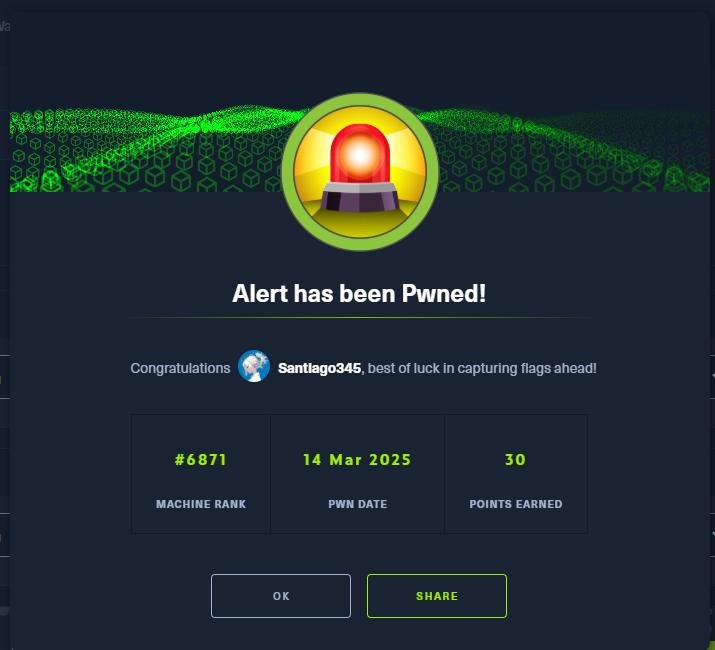 Alert has been Pwned!
Congratulations Santiago345, best of luck in capturing flags ahead!
#6871 14 Mar 2025 30
MACHINE RANK PWN DATE POINTS EARNED
OK SHARE